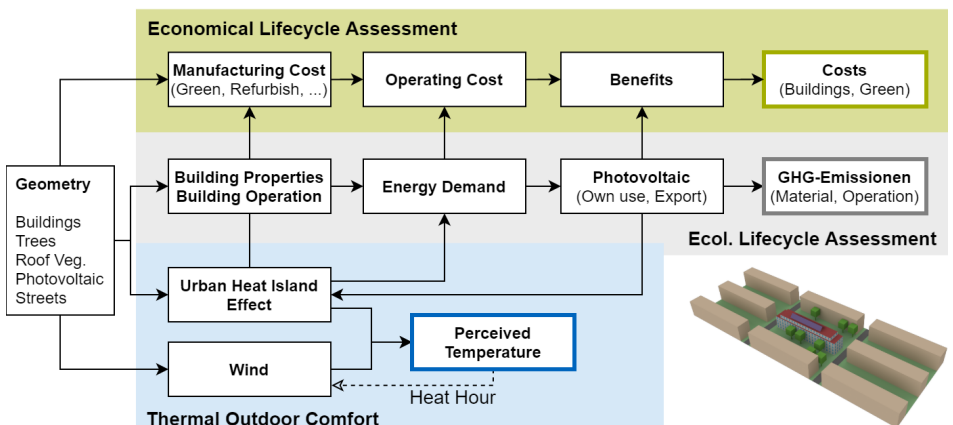 Economical Lifecycle Assessment
Manufacturing Cost
(Green, Refurbish, ...)
Operating Cost
Benefits
Costs
(Buildings, Green)
Geometry
Buildings
Trees
Roof Veg.
Photovoltaic
Streets
Building Properties
Building Operation
Energy Demand
Photovoltaic
(Own use, Export)
GHG-Emissionen
(Material, Operation)
Ecol. Lifecycle Assessment
Urban Heat Island
Effect
Perceived
Temperature
Wind
Heat Hour
Thermal Outdoor Comfort